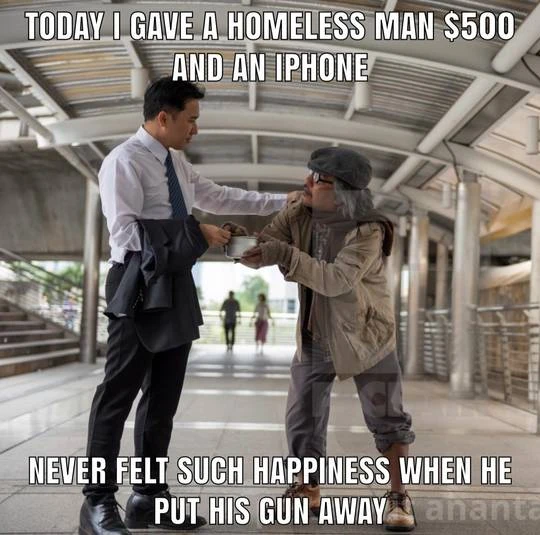 TODAY I GAVE A HOMELESS MAN $500
AND AN IPHONE
NEVER FELT SUCH HAPPINESS WHEN HE
PUT HIS GUN AWAY